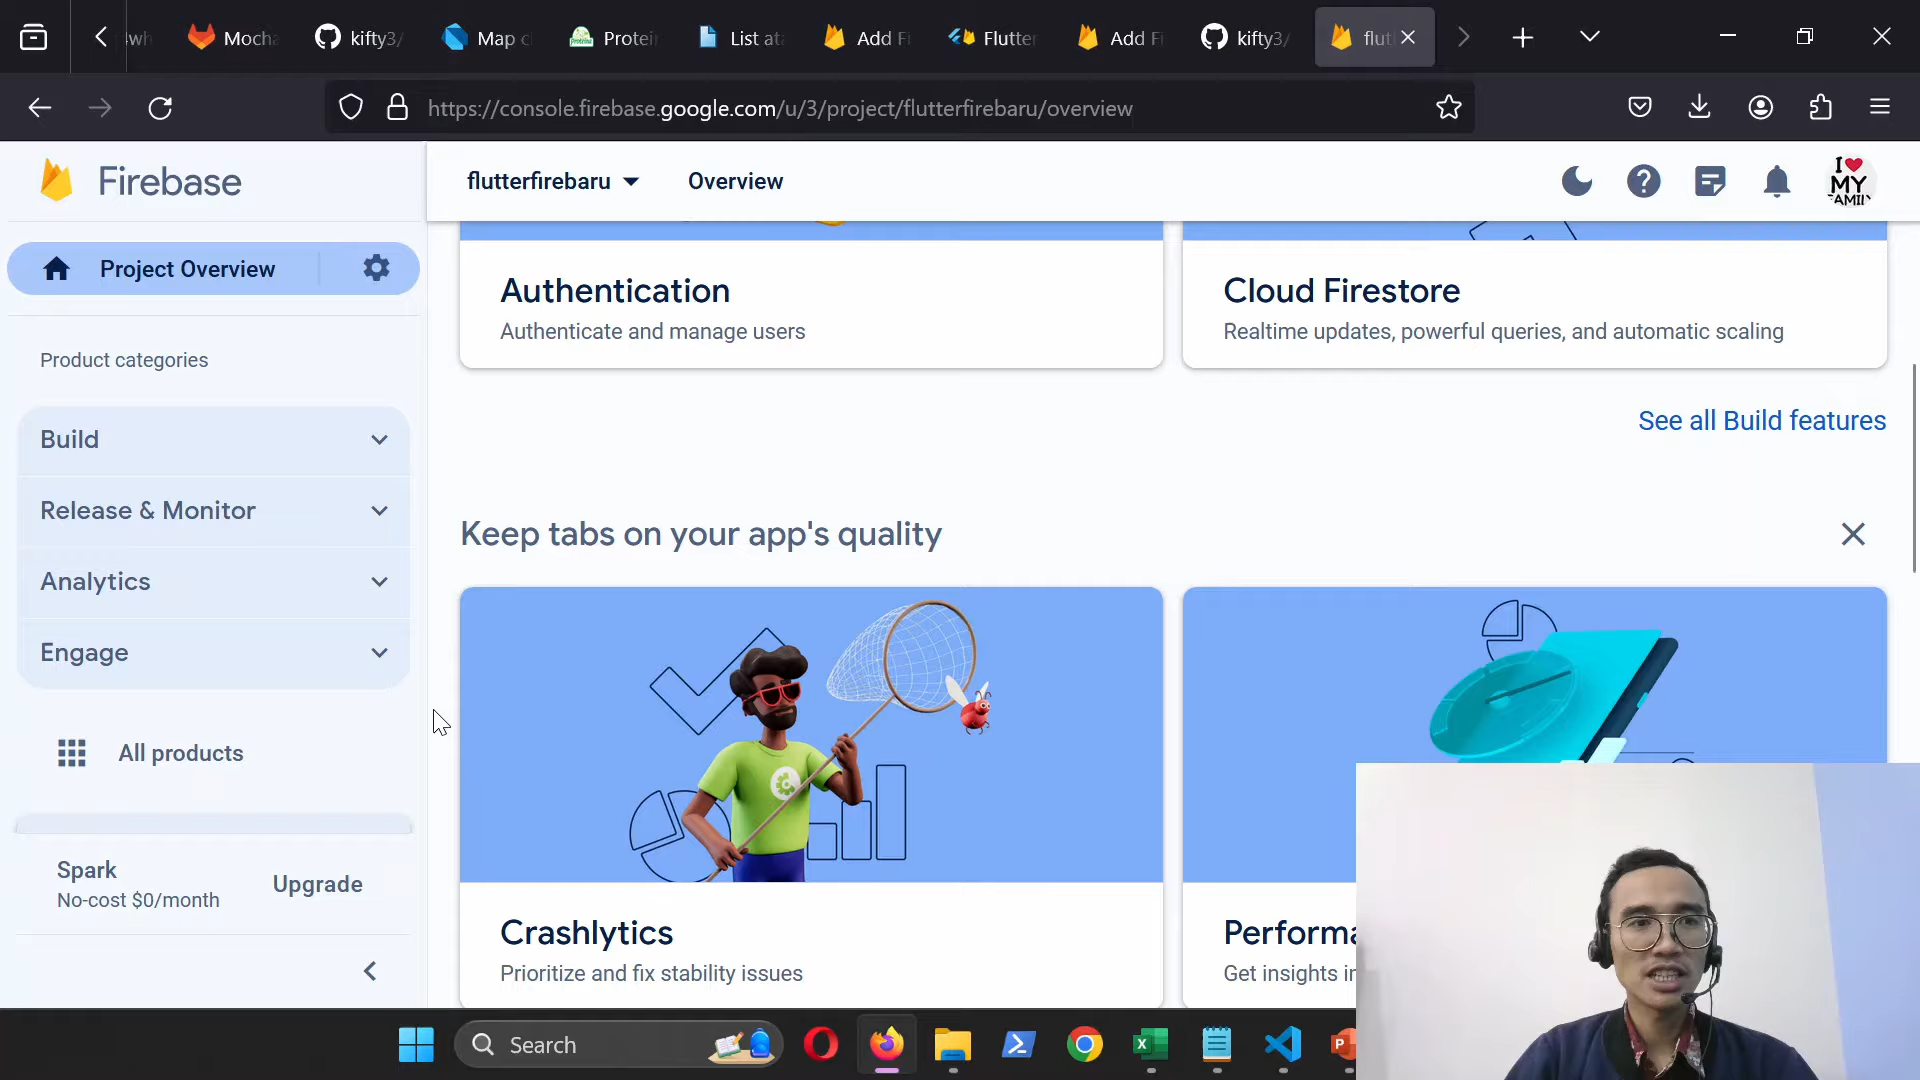 Mocha
kifty3/
Map c
Protei
List ata
Add Fi
Flutter
Add Fi
kifty3/
flut
https://console.firebase.google.com/u/3/project/flutterfirebaru/overview
Firebase
flutterfirebaru
Overview
I
MY
FAMILY
Project Overview
Product categories
Build
Release & Monitor
Analytics
Engage
All products
Spark
No-cost $0/month
Upgrade
Authentication
Authenticate and manage users
Cloud Firestore
Realtime updates, powerful queries, and automatic scaling
See all Build features
Keep tabs on your app's quality
Crashlytics
Prioritize and fix stability issues
Performa
Get insights in
Search